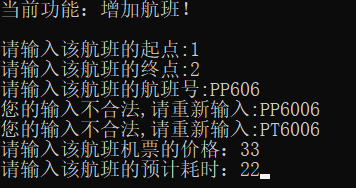 当前功能：增加航班！
请输入该航班的起点:1
请输入该航班的终点:2
请输入该航班的航班号:PP606
您的输入不合法,请重新输入:PP6006
您的输入不合法,请重新输入:PT6006
请输入该航班机票的价格：33
请输入该航班的预计耗时：22